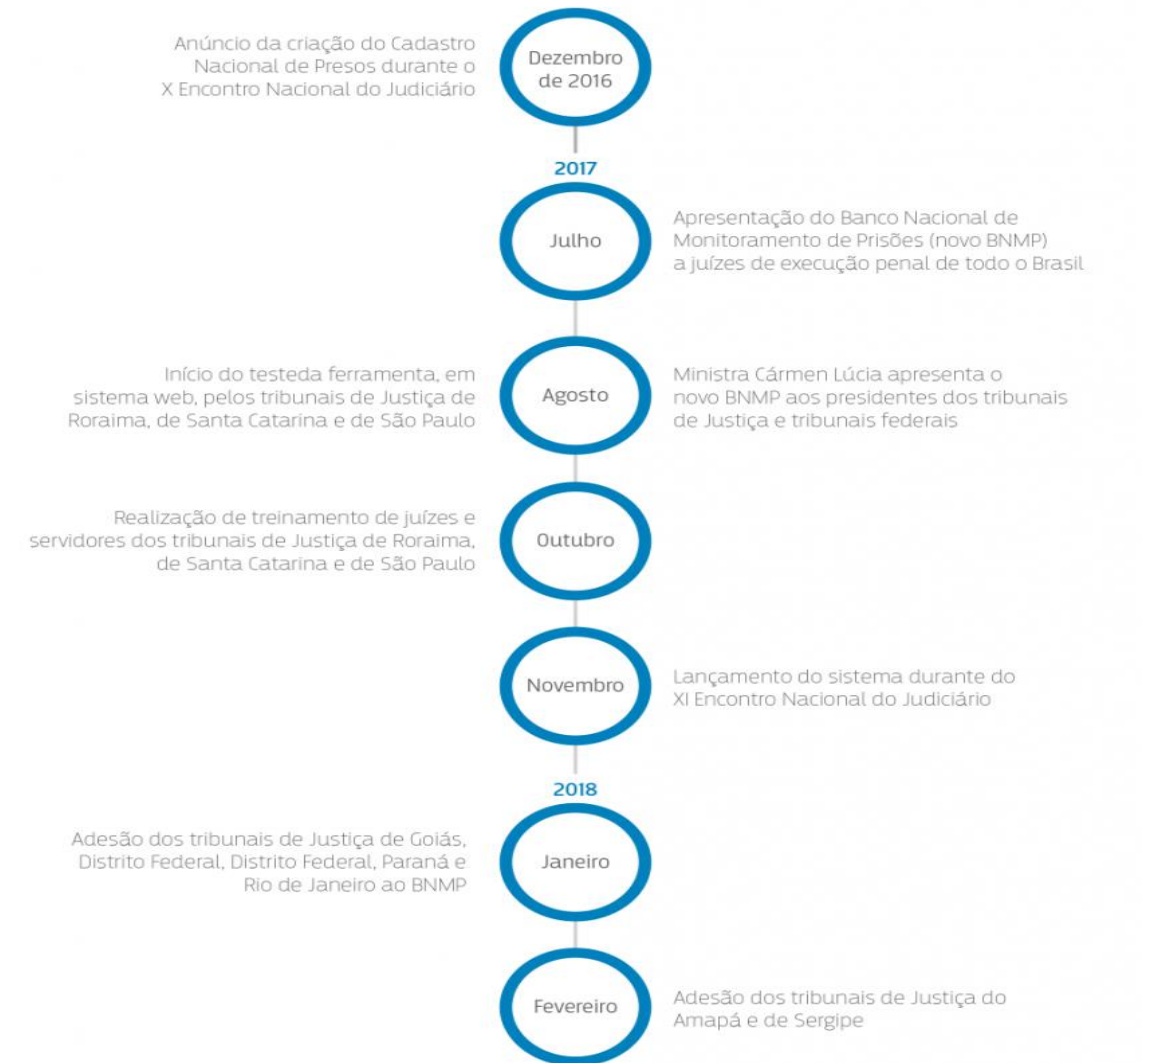 Anúncio da criação do Cadastro
Nacional de Presos durante o
X Encontro Nacional do Judiciário
Dezembro
de 2016
2017
Julho
Apresentação do Banco Nacional de
Monitoramento de Prisões (novo BNMP)
a juízes de execução penal de todo o Brasil
Início do testeda ferramenta, em
sistema web, pelos tribunais de Justiça de
Roraima, de Santa Catarina e de São Paulo
Agosto
Ministra Cármen Lúcia apresenta o
novo BNMP aos presidentes dos tribunais
de Justiça e tribunais federais
Realização de treinamento de juízes e
servidores dos tribunais de Justiça de Roraima,
de Santa Catarina e de São Paulo
Outubro
Novembro
Lançamento do sistema durante do
XI Encontro Nacional do Judiciário
2018
Adesão dos tribunais de Justiça de Goiás,
Distrito Federal, Distrito Federal, Paraná e
Rio de Janeiro ao BNMP
Janeiro
Fevereiro
Adesão dos tribunais de Justiça do
Amapá e de Sergipe